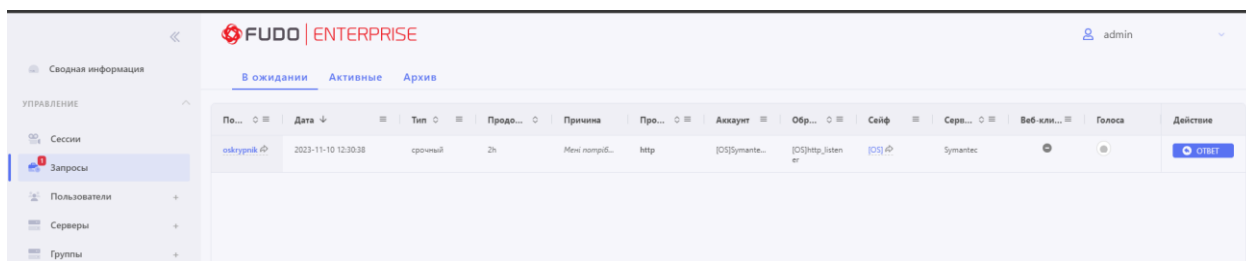 FUDO ENTERPRISE
admin
Сводная информация
УПРАВЛЕНИЕ
Сессии
1
Запросы
Пользователи +
Серверы +
Группы +
В ожидании Активные Архив
По... Дата Тип Продо... Причина Про... Аккаунт Обр... Сейф Серв... Веб-кли... Голоса Действие
oskrypnik 2023-11-10 12:30:38 срочный 2h Мені потріб... http [OS]Symante... [OS]http_listen [OS] Symantec ОТВЕТ
er